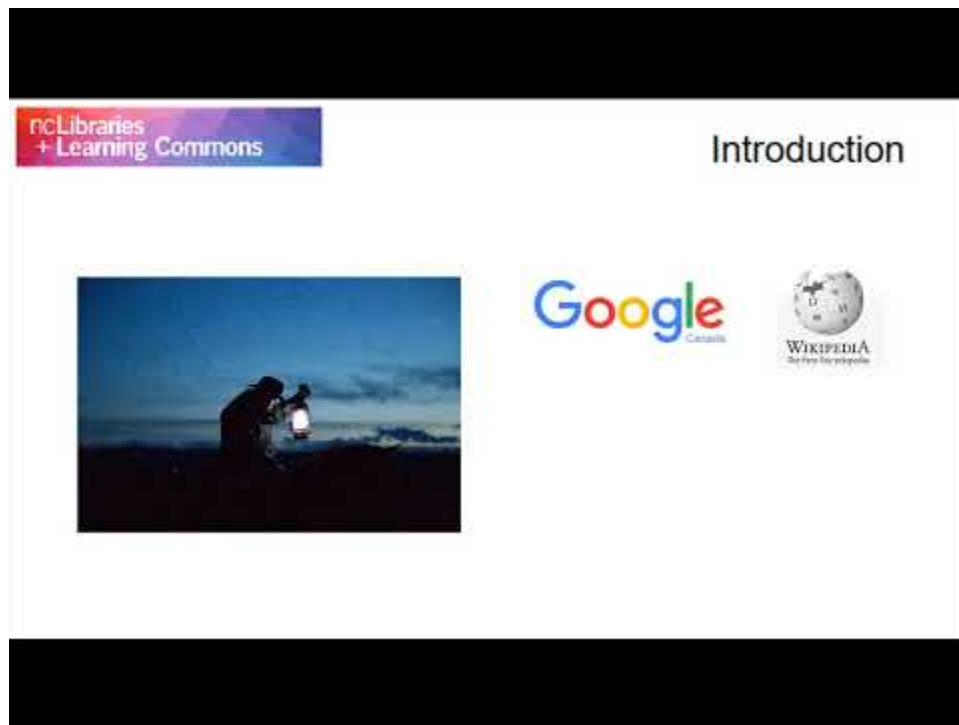 ncLibraries
+ Learning Commons
Introduction
Google
Canada
WIKIPEDIA
The Free Encyclopedia